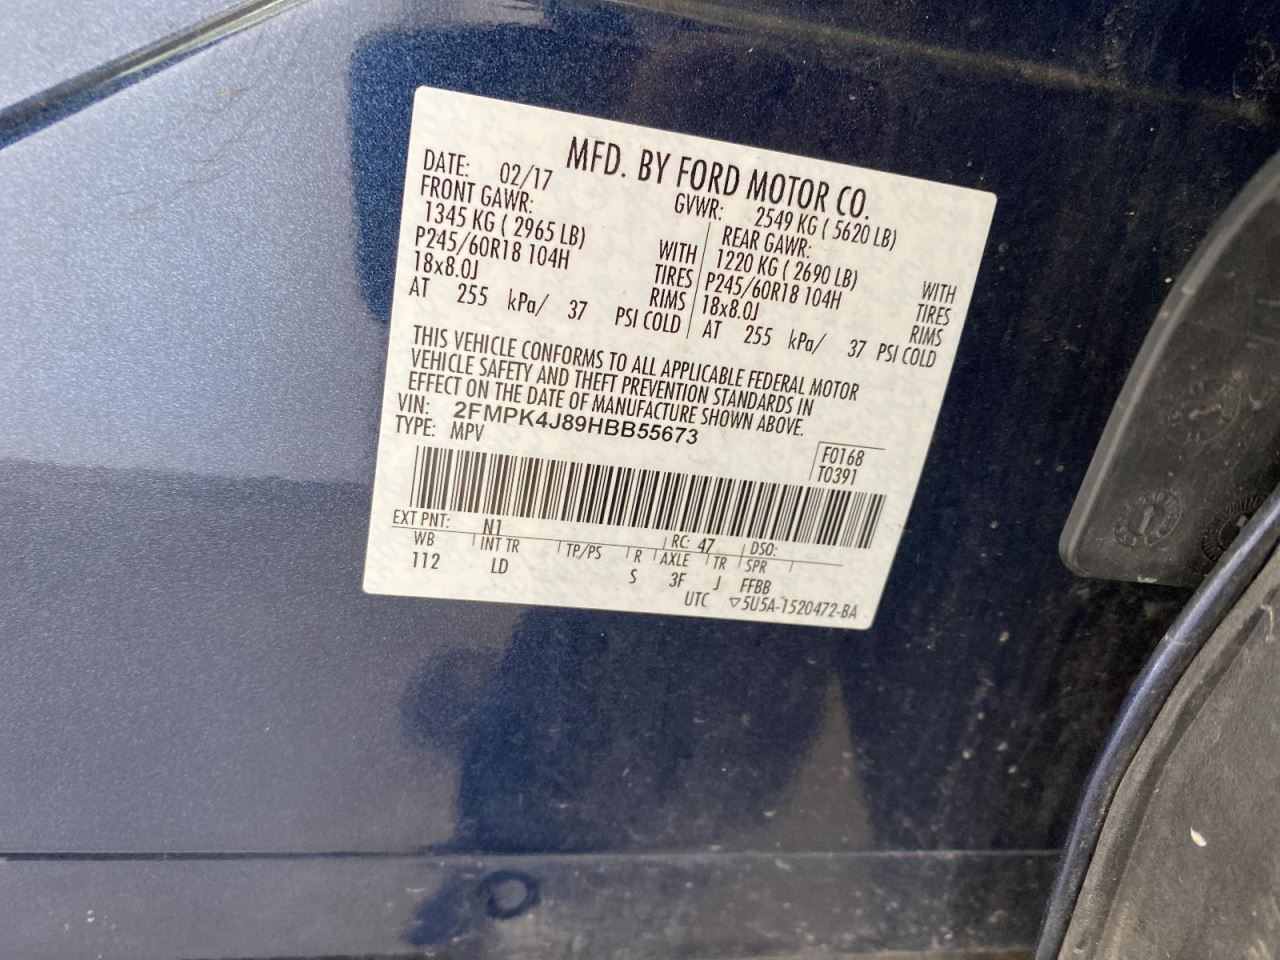 MFD. BY FORD MOTOR CO.
DATE: 02/17 GVWR: 2549 KG ( 5620 LB)
FRONT GAWR: REAR GAWR:
1345 KG ( 2965 LB) WITH 1220 KG ( 2690 LB) WITH
P245/60R18 104H TIRES P245/60R18 104H TIRES
18x8.0J RIMS 18x8.0J RIMS
AT 255 kPa/ 37 PSI COLD AT 255 kPa/ 37 PSI COLD
THIS VEHICLE CONFORMS TO ALL APPLICABLE FEDERAL MOTOR
VEHICLE SAFETY AND THEFT PREVENTION STANDARDS IN
EFFECT ON THE DATE OF MANUFACTURE SHOWN ABOVE.
VIN: 2FMPK4J89HBB55673
TYPE: MPV
F0168
T0391
EXT PNT: N1 RC: 47 DSO:
WB INT TR TP/PS R AXLE TR SPR
112 LD S 3F J FFBB
UTC ▽5U5A-1520472-BA